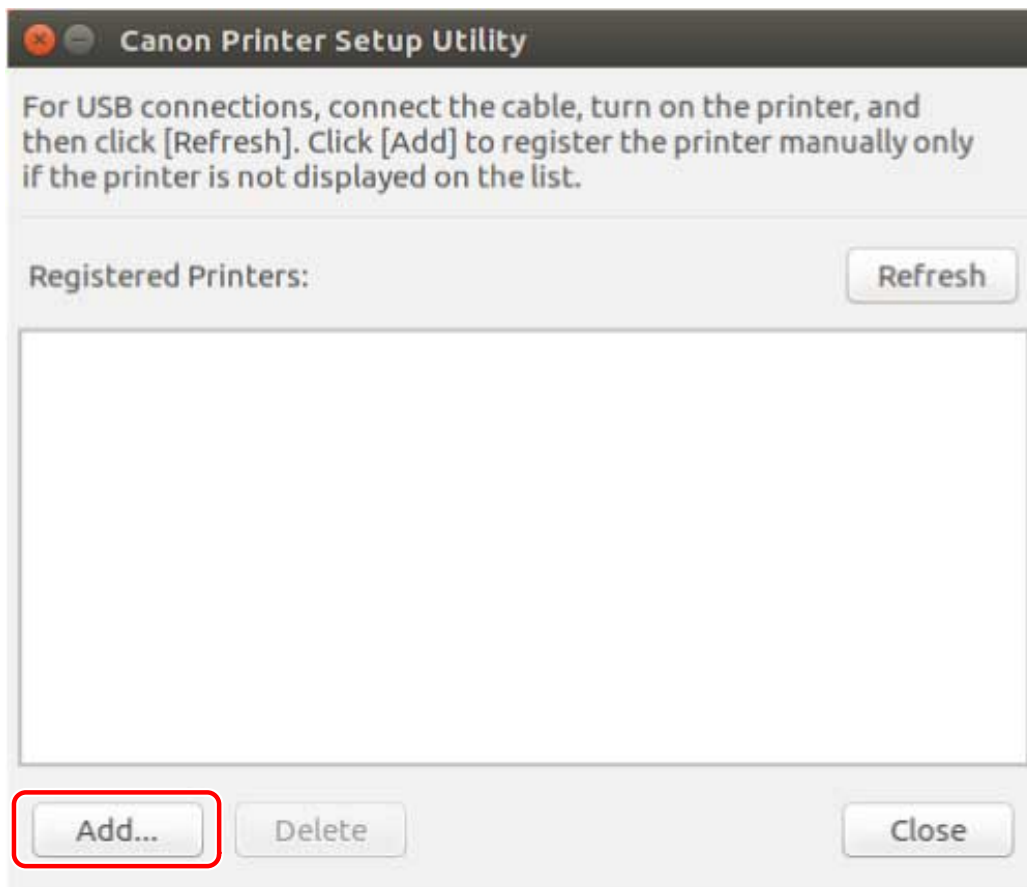 Canon Printer Setup Utility
For USB connections, connect the cable, turn on the printer, and
then click [Refresh]. Click [Add] to register the printer manually only
if the printer is not displayed on the list.
Registered Printers:
Refresh
Add...
Delete
Close